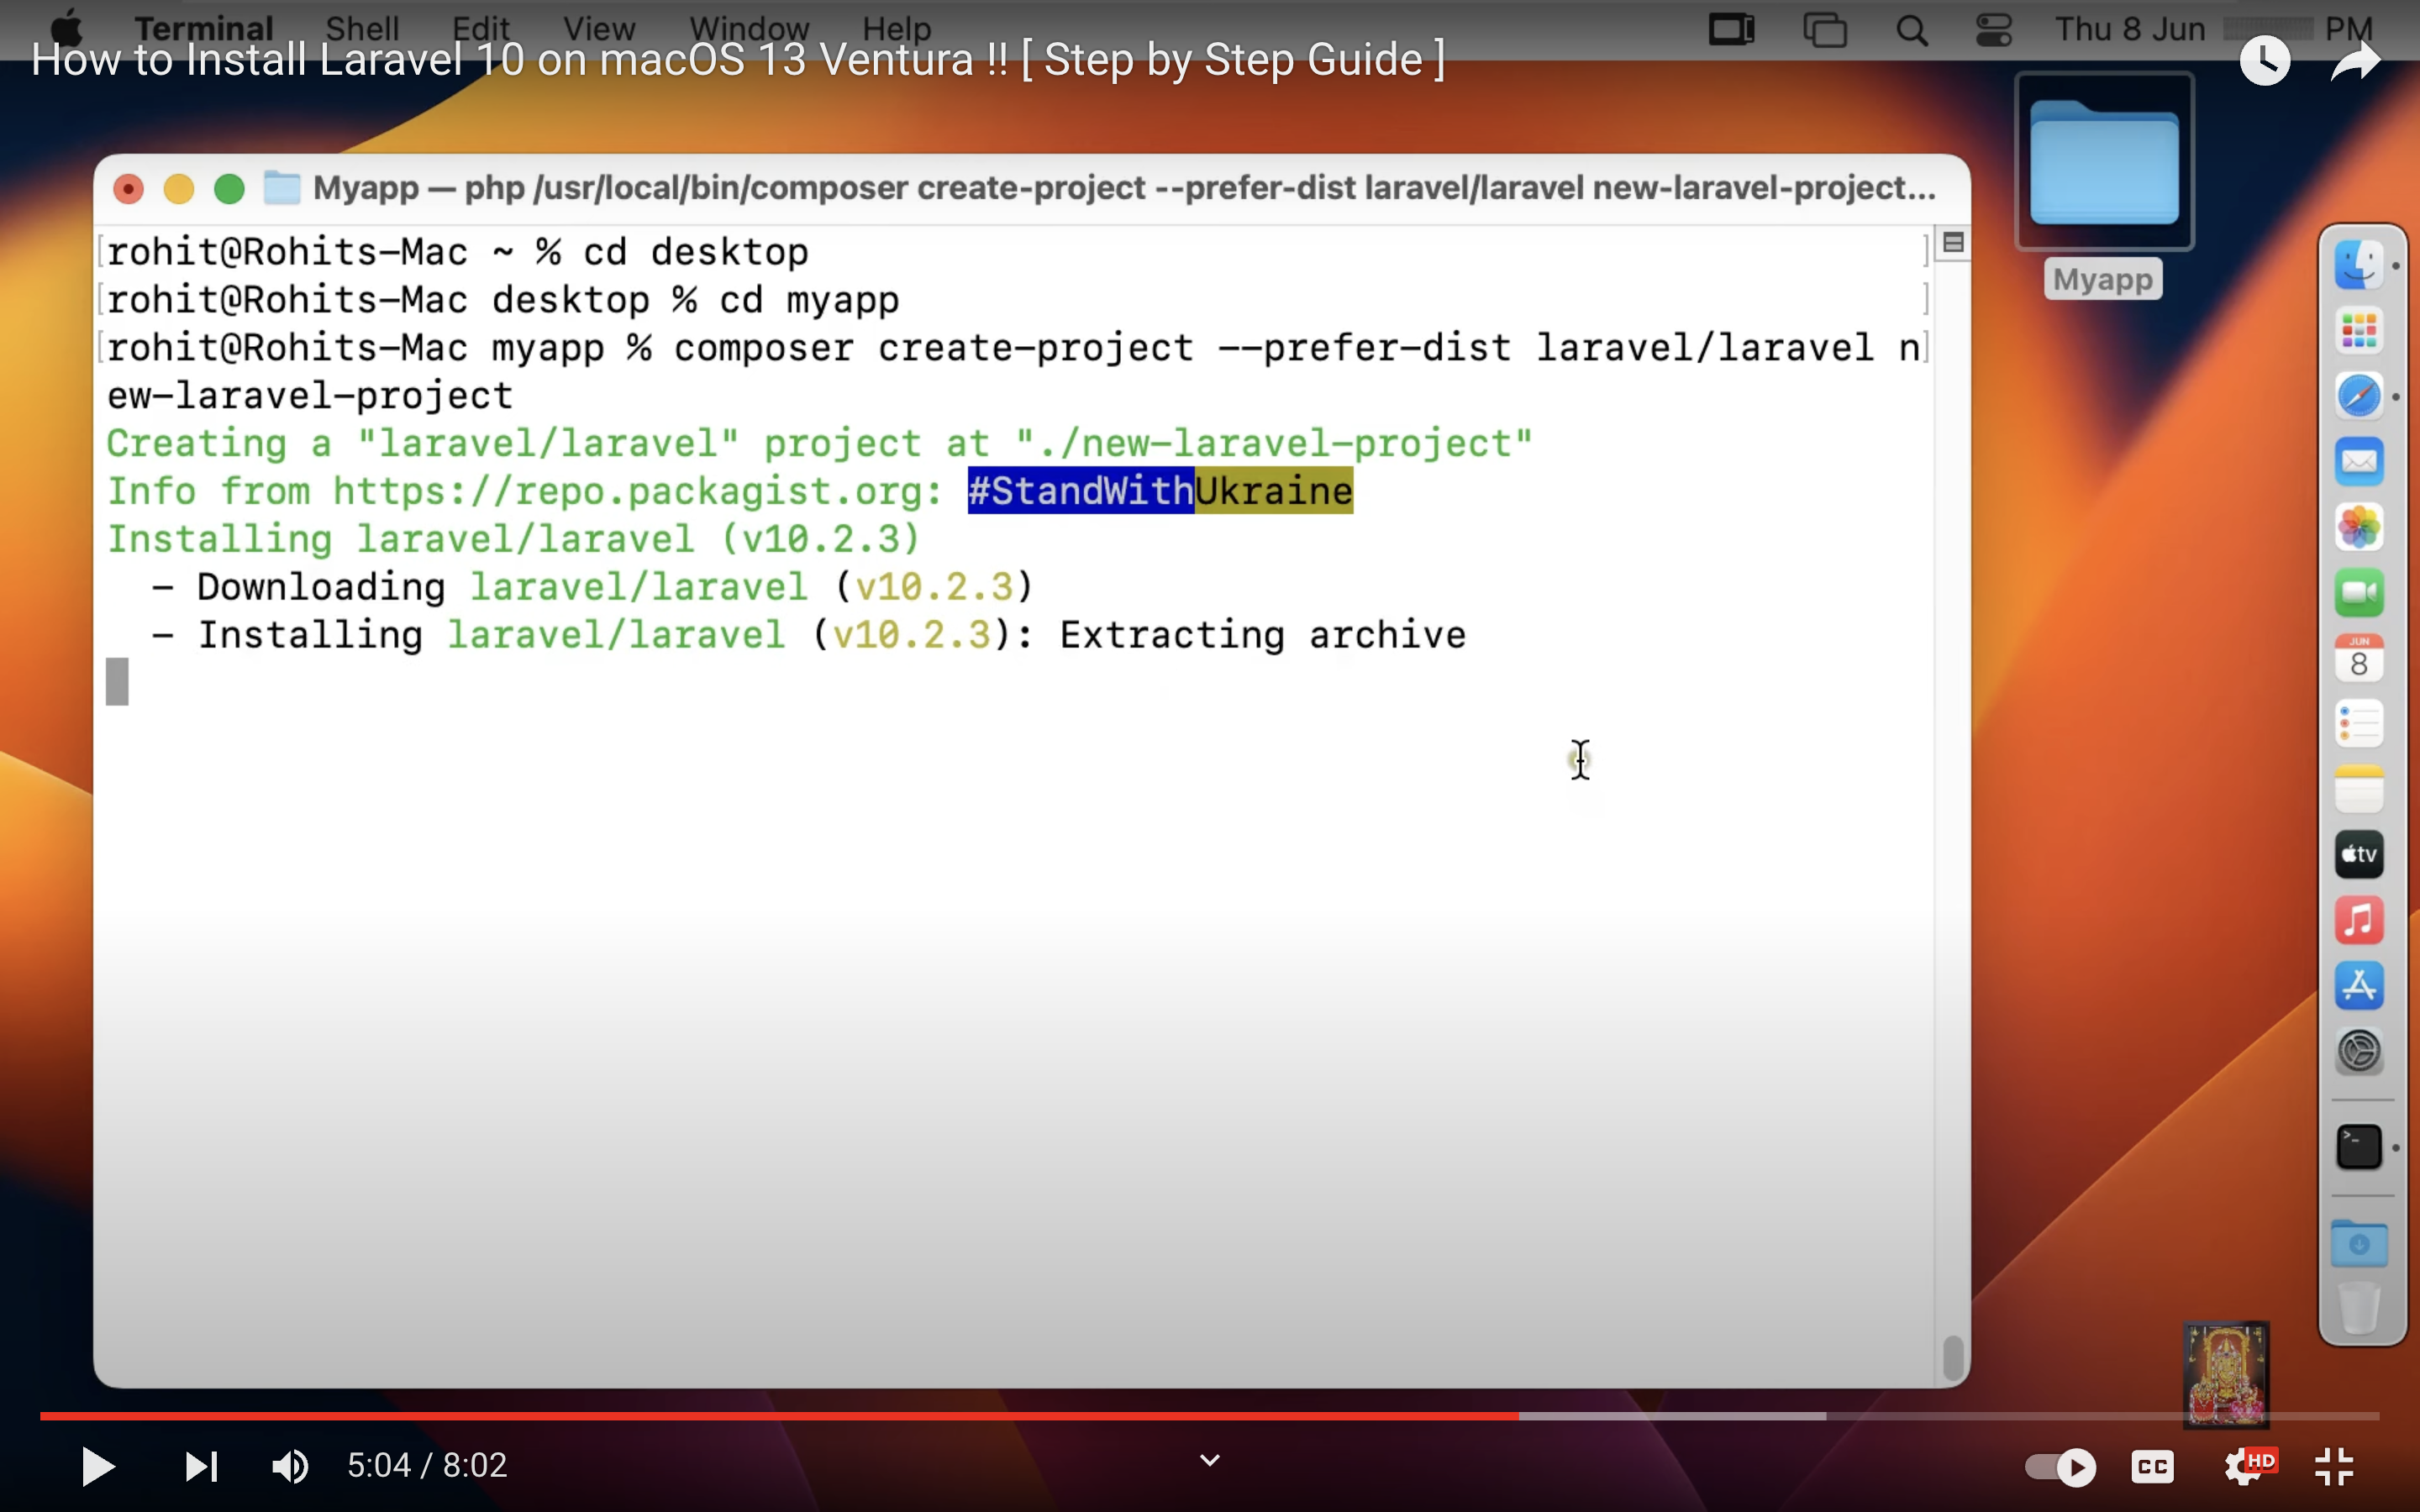 Terminal Shell Edit View Window Help Thu 8 Jun PM
How to Install Laravel 10 on macOS 13 Ventura !! [ Step by Step Guide ]
Myapp — php /usr/local/bin/composer create-project --prefer-dist laravel/laravel new-laravel-project...
Myapp
[rohit@Rohits-Mac ~ % cd desktop ]
[rohit@Rohits-Mac desktop % cd myapp ]
[rohit@Rohits-Mac myapp % composer create-project --prefer-dist laravel/laravel n]
ew-laravel-project
Creating a "laravel/laravel" project at "./new-laravel-project"
Info from https://repo.packagist.org: #StandWithUkraine
Installing laravel/laravel (v10.2.3)
- Downloading laravel/laravel (v10.2.3)
- Installing laravel/laravel (v10.2.3): Extracting archive
JUN
8
tv
5:04 / 8:02
CC
HD